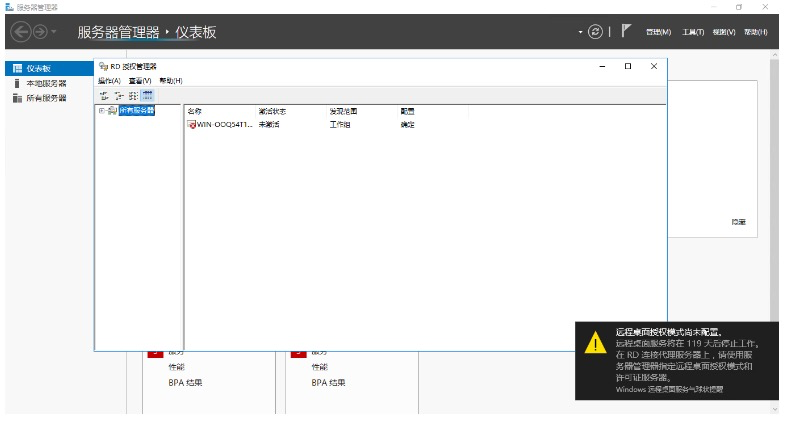 服务器管理器
服务器管理器 · 仪表板
管理(M) 工具(T) 视图(V) 帮助(H)
仪表板
本地服务器
所有服务器
RD 授权管理器
操作(A) 查看(V) 帮助(H)
所有服务器
名称 激活状态 发现范围 配置
WIN-OOQ54T1... 未激活 工作组 确定
隐藏
服务 服务
性能 性能
BPA 结果 BPA 结果
远程桌面授权模式尚未配置。
远程桌面服务将在 119 天后停止工作。
在 RD 连接代理服务器上，请使用服
务器管理器指定远程桌面授权模式和
许可证服务器。
Windows 远程桌面服务气球状提醒